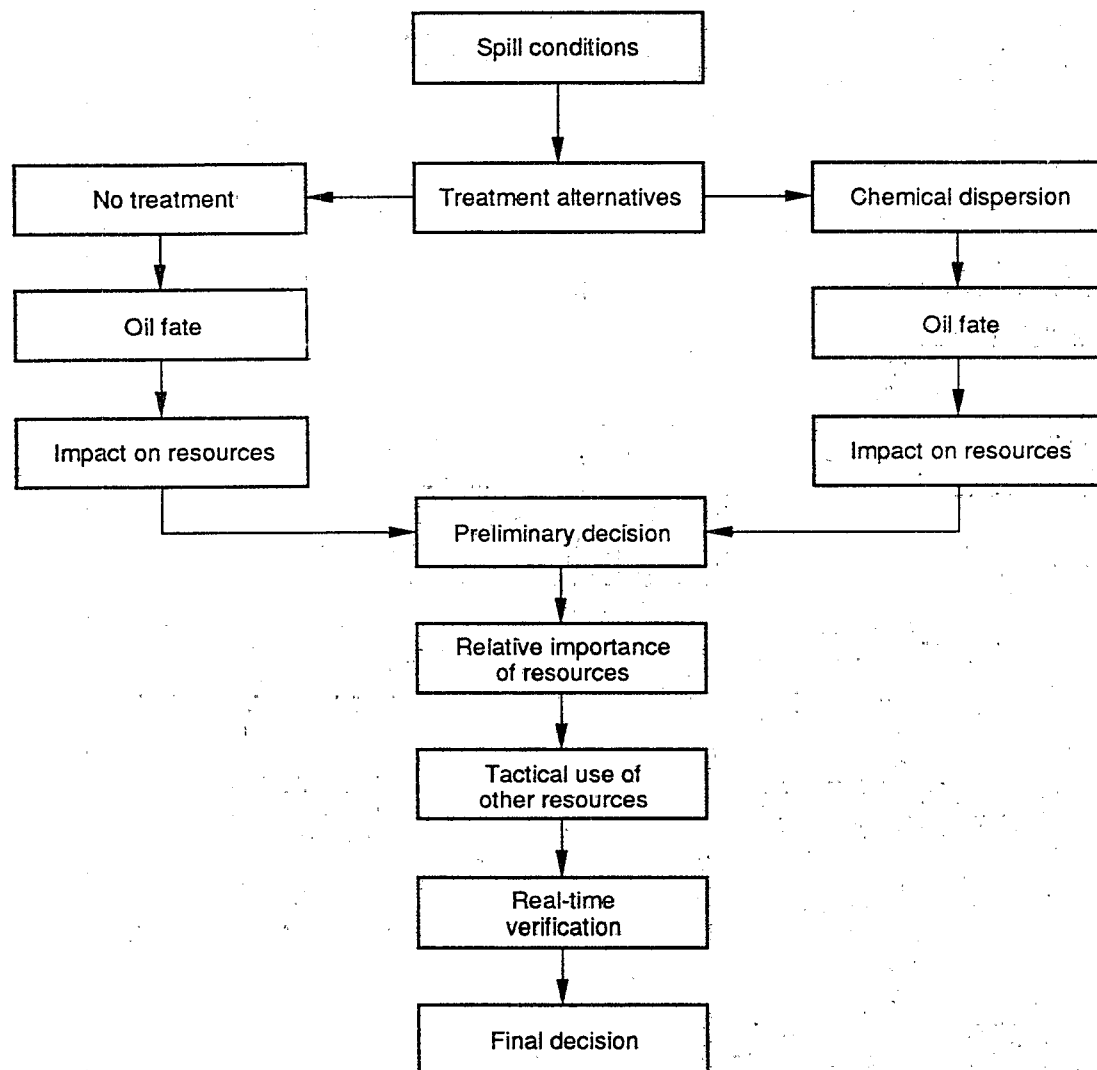 Spill conditions
No treatment
Treatment alternatives
Chemical dispersion
Oil fate
Oil fate
Impact on resources
Impact on resources
Preliminary decision
Relative importance
of resources
Tactical use of
other resources
Real-time
verification
Final decision